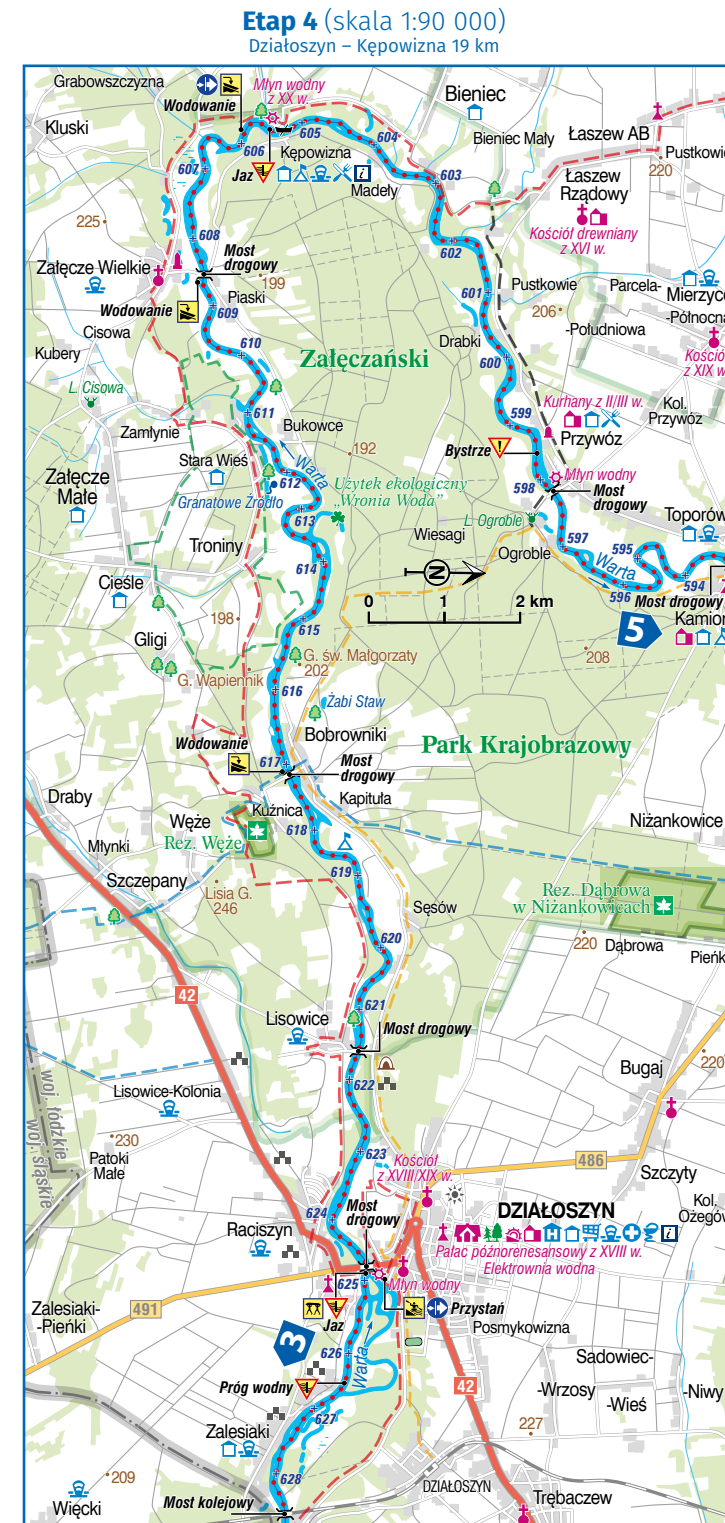 Etap 4 (skala 1:90 000)
Działoszyn – Kępowizna 19 km
Grabowszczyzna
Młyn wodny
z XX w.
Wodowanie
Kluski
Bieniec
605
604
606
Kępowizna
Bieniec Mały
Łaszew AB
Pustkowie
220
607
Jaz
Madely
603
Łaszew
Rządowy
Kościół drewniany
z XVI w.
225
608
Most
drogowy
602
Załęcze Wielkie
199
Piaski
601
Pustkowie
Parcela-
Mierzyce
Wodowanie
609
206
-Południowa
-Północna
Cisowa
Drabki
Kubery
610
Załęczański
600
Kościół
z XIX w.
L. Cisowa
599
Kurhany z II/III w.
Kol.
Przywóz
611
Zamłynie
Bukowce
Przywóz
Bystrze
Stara Wieś
192
Warta
Załęcze
Małe
612
Użytek ekologiczny
„Wronia Woda”
Młyn wodny
598
Most
drogowy
Granatowe Źródło
613
L. Ogroble
Toporów
Wiesagi
Troniny
597
595
614
Ogroble
Warta
N
594
Cieśle
596
Most drogowy
0 1 2 km
198
5
Kamion
615
Gligi
G. św. Małgorzaty
202
208
G. Wapiennik
616
Żabi Staw
Bobrowniki
Park Krajobrazowy
Wodowanie
617
Most
drogowy
Draby
Kapituła
Kuźnica
Węże
618
Niżankowice
Rez. Węże
Młynki
619
Szczepany
Lisia G.
246
Rez. Dąbrowa
w Niżankowicach
Sęsów
620
220
Dąbrowa
Pieńki
42
621
Lisowice
Most drogowy
220
Bugaj
622
Lisowice-Kolonia
woj. łódzkie
woj. śląskie
230
Patoki
Małe
623
Kościół
z XVIII/XIX w.
486
Szczyty
Most
drogowy
DZIAŁOSZYN
Kol.
Ożegów
624
Raciszyn
Pałac późnorenesansowy z XVIII w.
Elektrownia wodna
625
Młyn wodny
Zalesiaki-
-Pieńki
491
Jaz
Przystań
Posmykowizna
3
626
Warta
Sadowiec-
Próg wodny
42
-Wrzosy
-Niwy
-Wieś
627
Zalesiaki
227
628
209
DZIAŁOSZYN
Trębaczew
Więcki
Most kolejowy